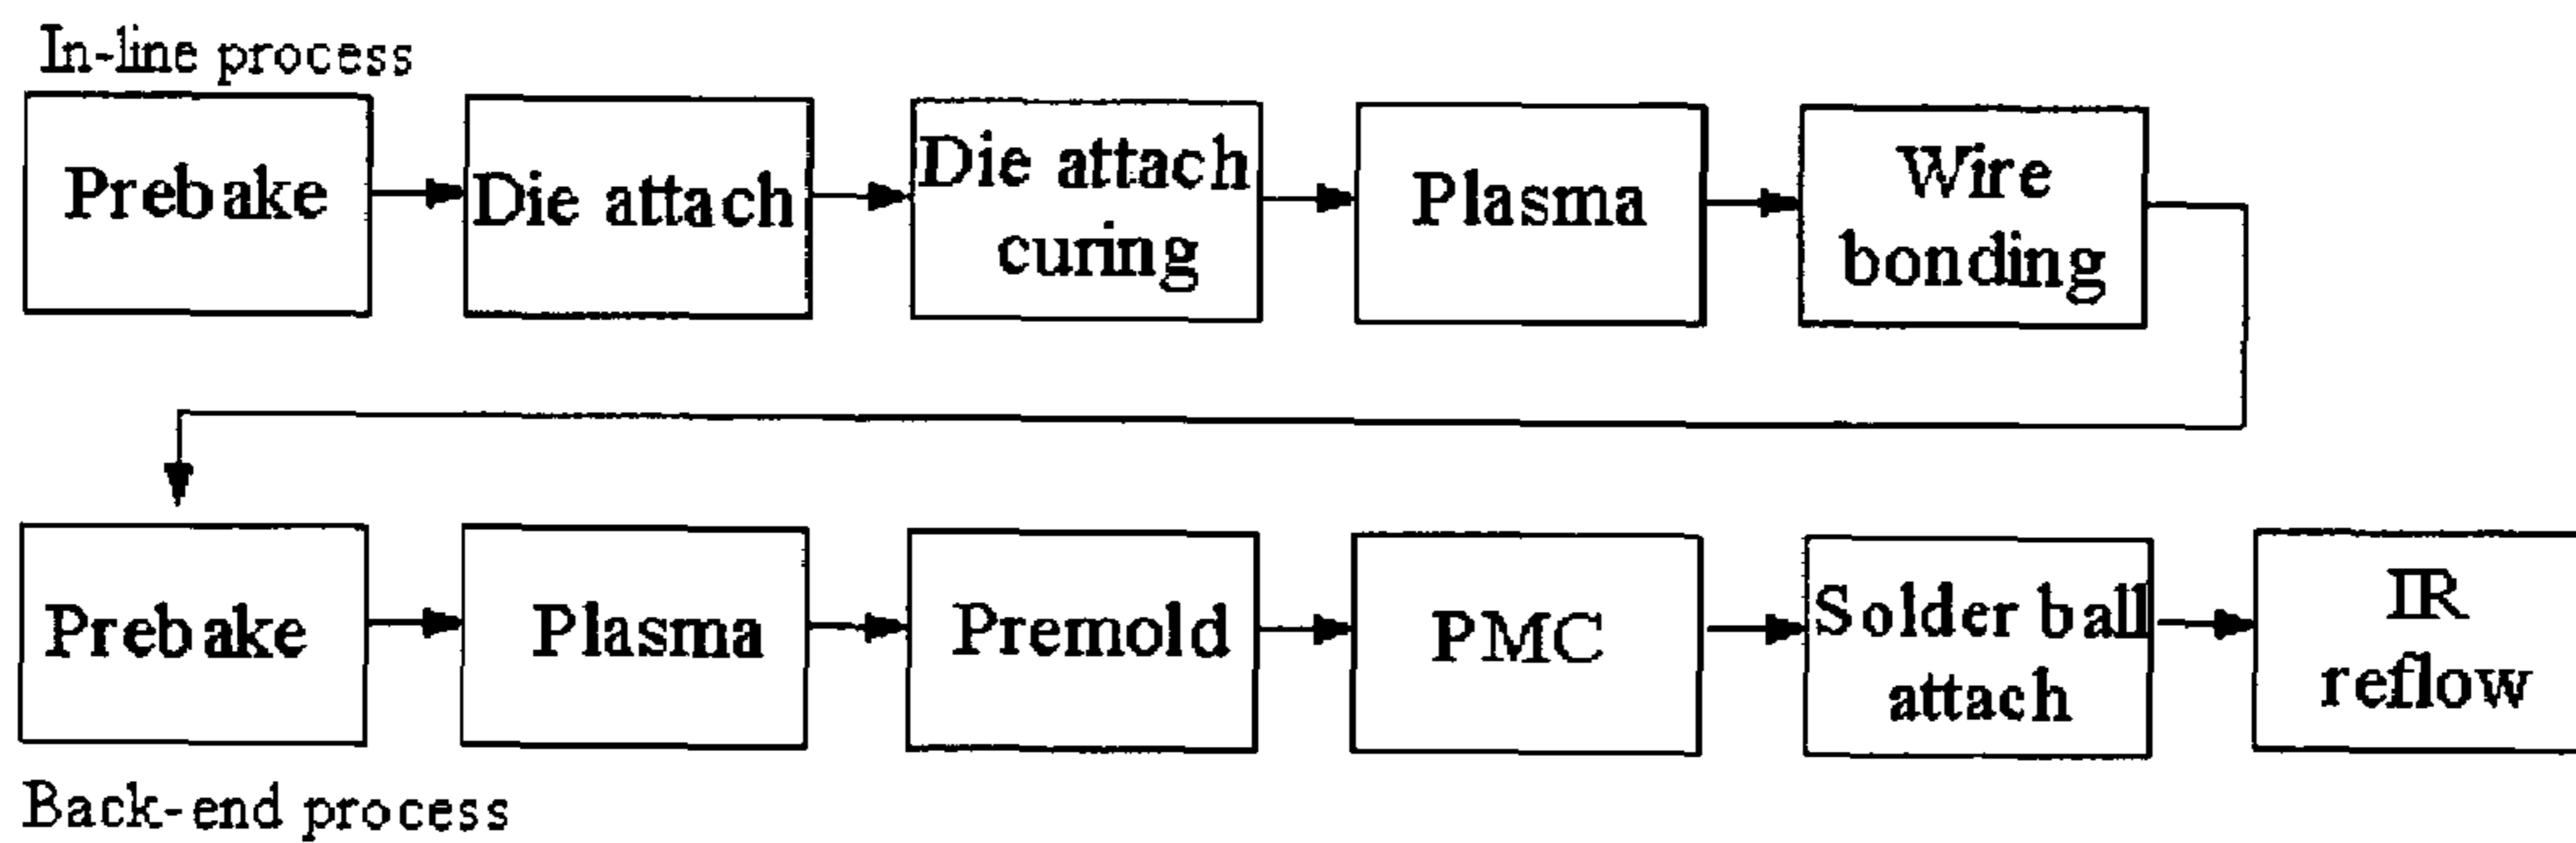 In-line process
Prebake
Die attach
Die attach
curing
Plasma
Wire
bonding
Prebake
Plasma
Premold
PMC
Solder ball
attach
IR
reflow
Back-end process